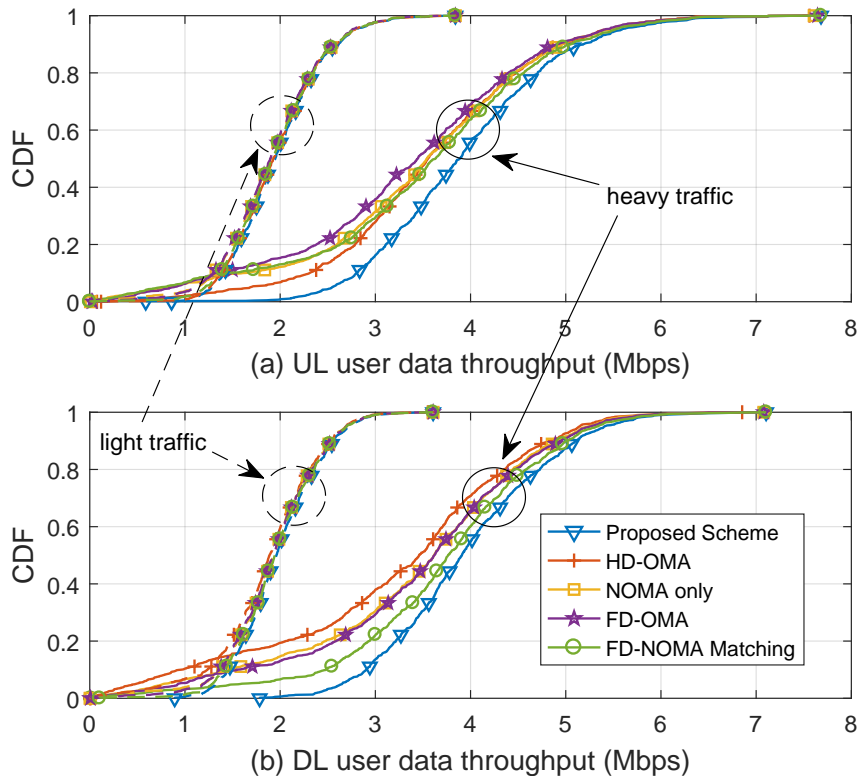 1
0.8
0.6
0.4
0.2
0
CDF
0 1 2 3 4 5 6 7 8
(a) UL user data throughput (Mbps)
heavy traffic
light traffic
1
0.8
0.6
0.4
0.2
0
CDF
Proposed Scheme
HD-OMA
NOMA only
FD-OMA
FD-NOMA Matching
0 1 2 3 4 5 6 7 8
(b) DL user data throughput (Mbps)